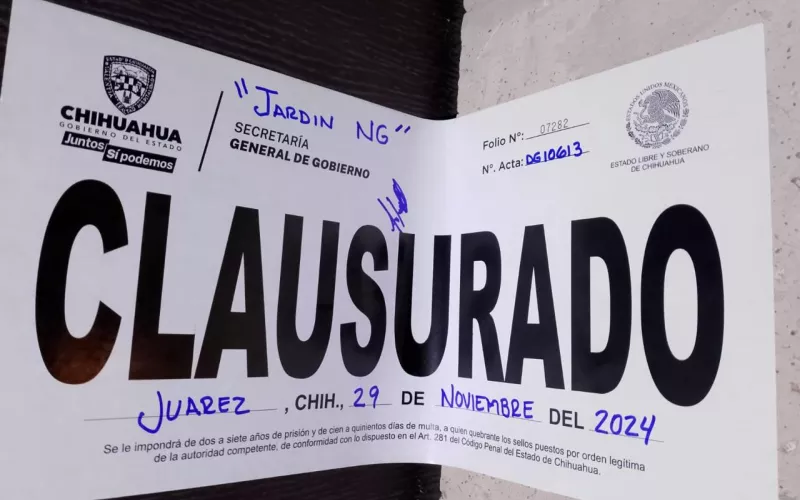 CHIHUAHUA
GOBIERNO DEL ESTADO
Juntos
Sí podemos
"JARDIN NG"
SECRETARÍA
GENERAL DE GOBIERNO
Folio N°: 07282
N°. Acta: DG10613
ESTADOS UNIDOS MEXICANOS
ESTADO LIBRE Y SOBERANO
DE CHIHUAHUA
CLAUSURADO
JUAREZ, CHIH., 29 DE NOVIEMBRE DEL 2024
Se le impondrá de dos a siete años de prisión y de cien a quinientos días de multa, a quien quebrante los sellos puestos por orden legítima
de la autoridad competente, de conformidad con lo dispuesto en el Art. 281 del Código Penal del Estado de Chihuahua.